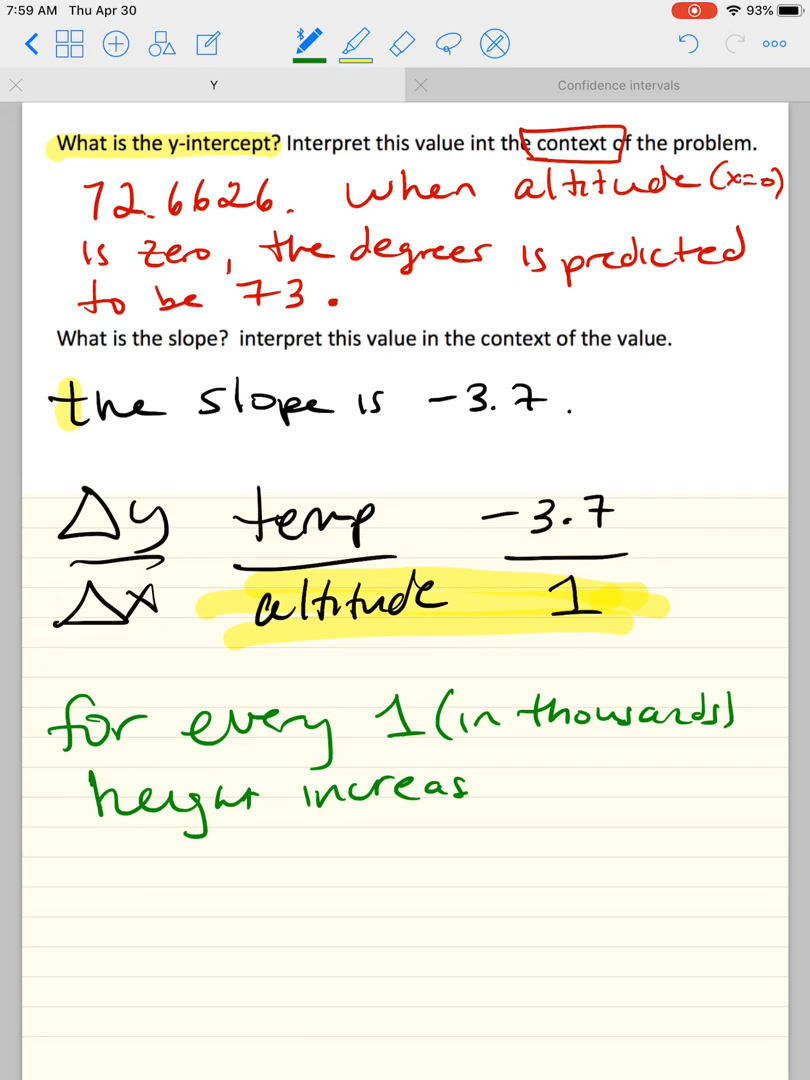 7:59 AM Thu Apr 30
93%
Y
Confidence intervals
What is the y-intercept? Interpret this value int the context of the problem.
72.6626. When altitude (x=0)
is zero, the degrees is predicted
to be 73.
What is the slope?  interpret this value in the context of the value.
the slope is -3.7.
Δy temp -3.7
Δx altitude 1
for every 1 (in thousands)
height increas